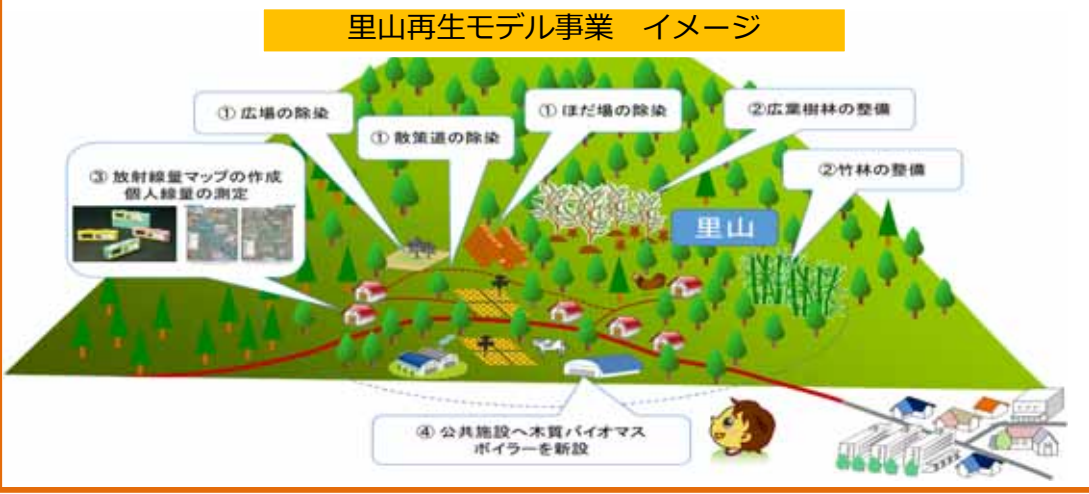 里山再生モデル事業　イメージ
① 広場の除染
① ほだ場の除染
②広葉樹林の整備
① 散策道の除染
③ 放射線量マップの作成
個人線量の測定
②竹林の整備
里山
④ 公共施設へ木質バイオマス
ボイラーを新設